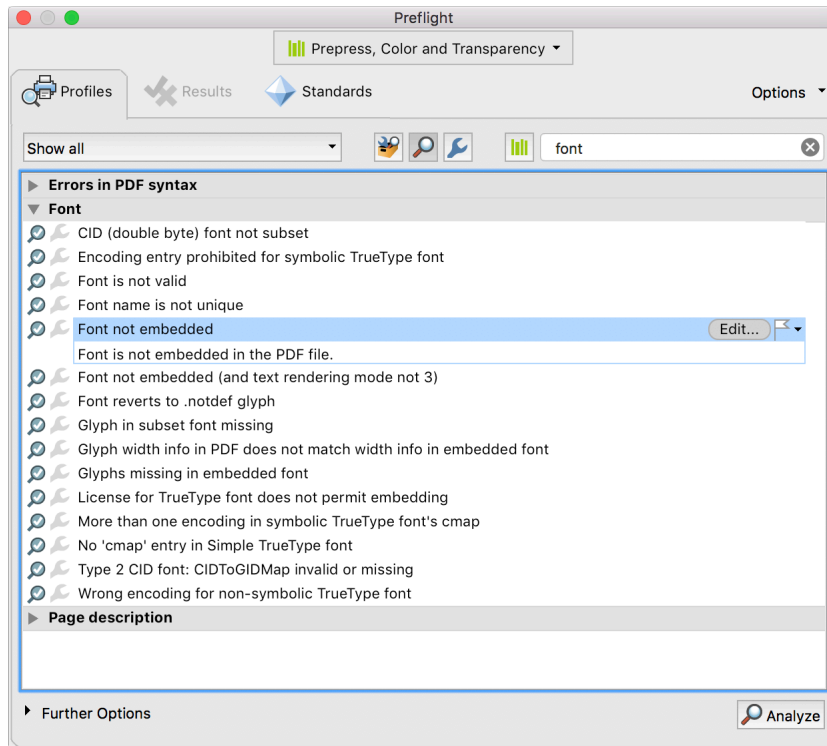 Preflight
Prepress, Color and Transparency
Profiles
Results
Standards
Options
Show all
font
Errors in PDF syntax
Font
CID (double byte) font not subset
Encoding entry prohibited for symbolic TrueType font
Font is not valid
Font name is not unique
Font not embedded
Edit...
Font is not embedded in the PDF file.
Font not embedded (and text rendering mode not 3)
Font reverts to .notdef glyph
Glyph in subset font missing
Glyph width info in PDF does not match width info in embedded font
Glyphs missing in embedded font
License for TrueType font does not permit embedding
More than one encoding in symbolic TrueType font's cmap
No 'cmap' entry in Simple TrueType font
Type 2 CID font: CIDToGIDMap invalid or missing
Wrong encoding for non-symbolic TrueType font
Page description
Further Options
Analyze